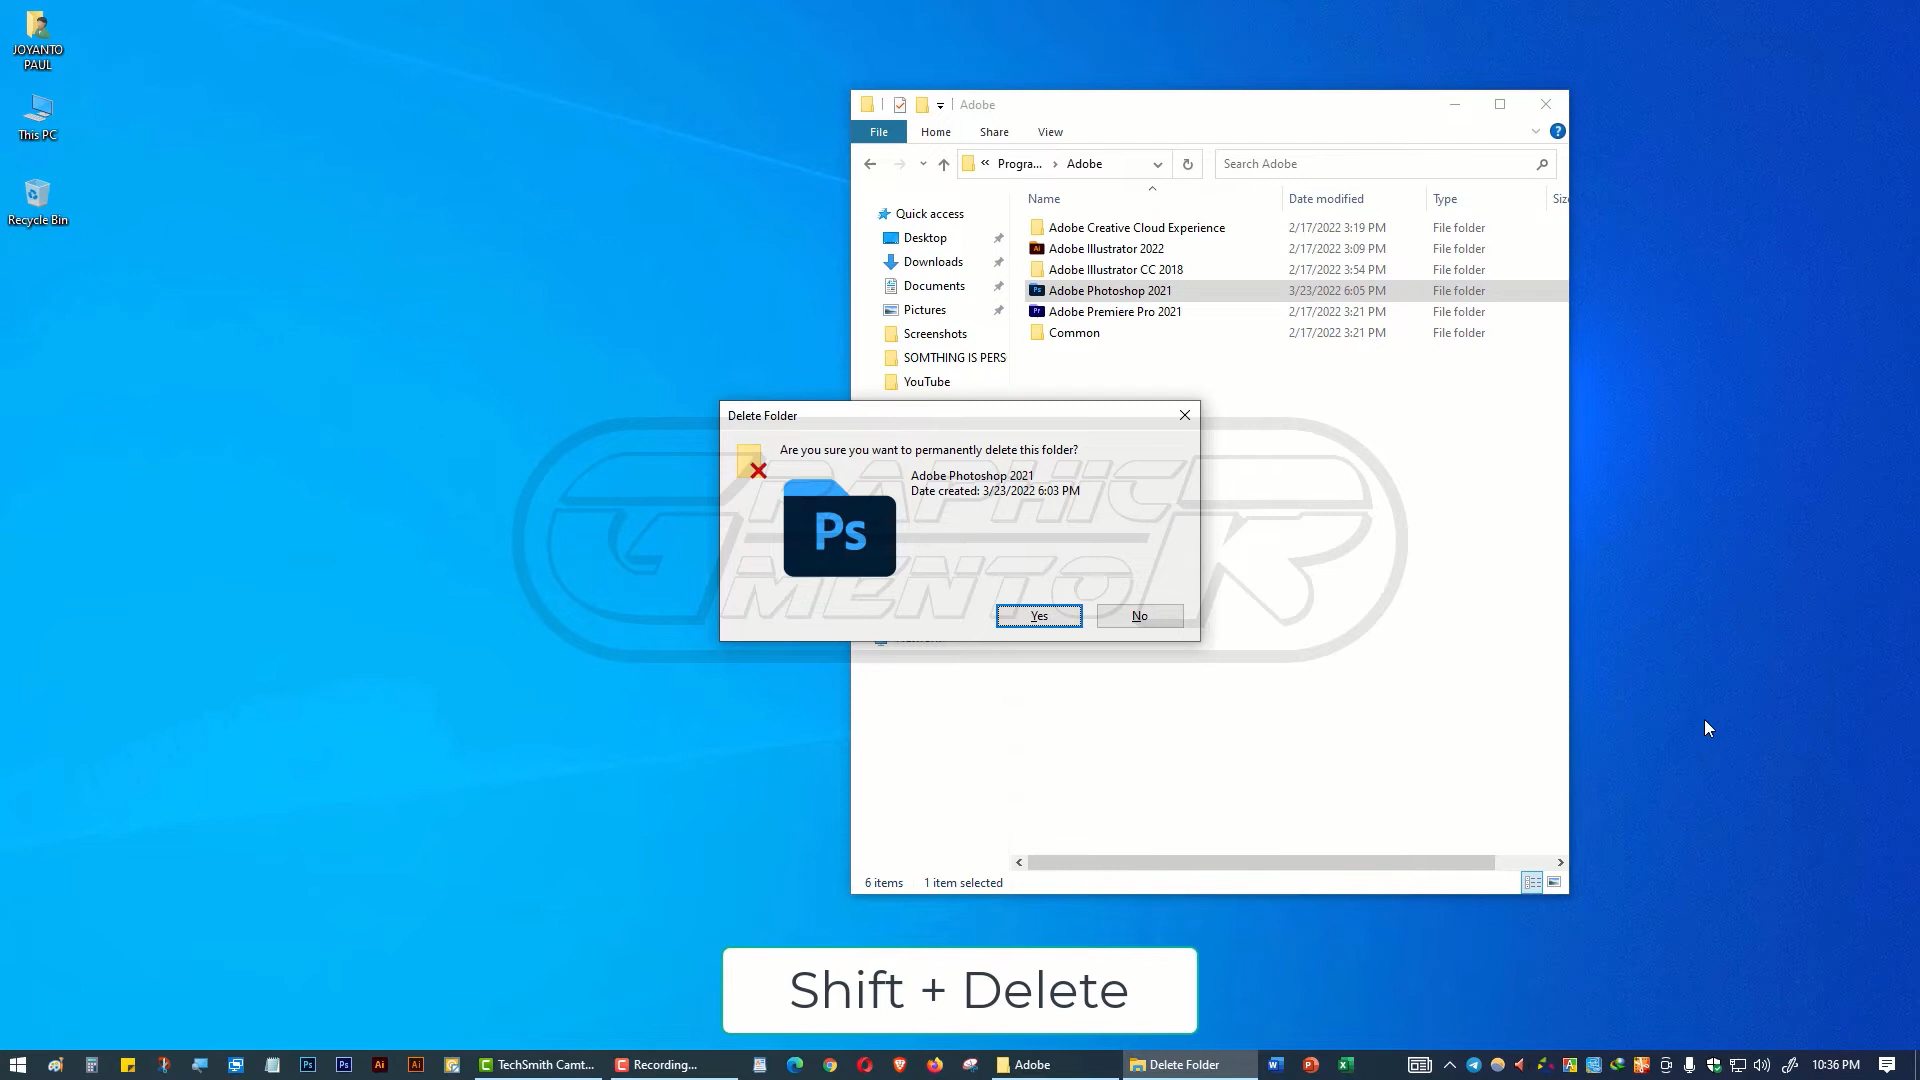 JOYANTO
PAUL
This PC
Recycle Bin
Adobe
File Home Share View
« Progra... › Adobe
Search Adobe
Name Date modified Type Siz
Quick access
Desktop
Downloads
Documents
Pictures
Screenshots
SOMTHING IS PERS
YouTube
Adobe Creative Cloud Experience 2/17/2022 3:19 PM File folder
Adobe Illustrator 2022 2/17/2022 3:09 PM File folder
Adobe Illustrator CC 2018 2/17/2022 3:54 PM File folder
Adobe Photoshop 2021 3/23/2022 6:05 PM File folder
Adobe Premiere Pro 2021 2/17/2022 3:21 PM File folder
Common 2/17/2022 3:21 PM File folder
Delete Folder
Are you sure you want to permanently delete this folder?
Adobe Photoshop 2021
Date created: 3/23/2022 6:03 PM
Ps
Yes No
GRAPHIC
MENTOR
6 items 1 item selected
Shift + Delete
TechSmith Camt... Recording... Adobe Delete Folder 10:36 PM